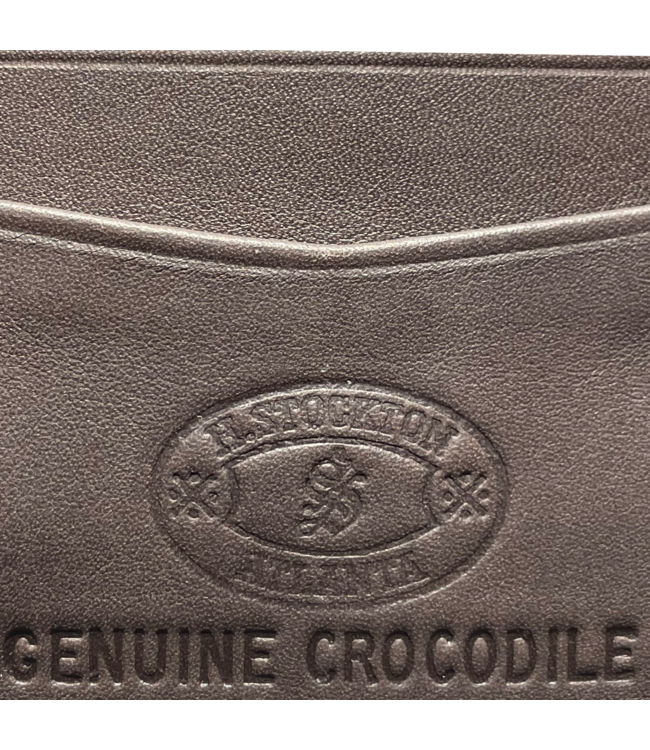 H. STOCKTON
ATLANTA
GENUINE CROCODILE